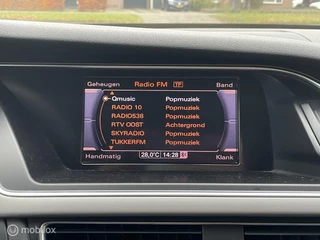 Geheugen Radio FM TP Band
Qmusic Popmuziek
RADIO 10 Popmuziek
RADIO538 Popmuziek
RTV OOST Achtergrond
SKYRADIO Popmuziek
TUKKERFM Popmuziek
Handmatig 28,0°C 14:28 Klank
© Marktplaats